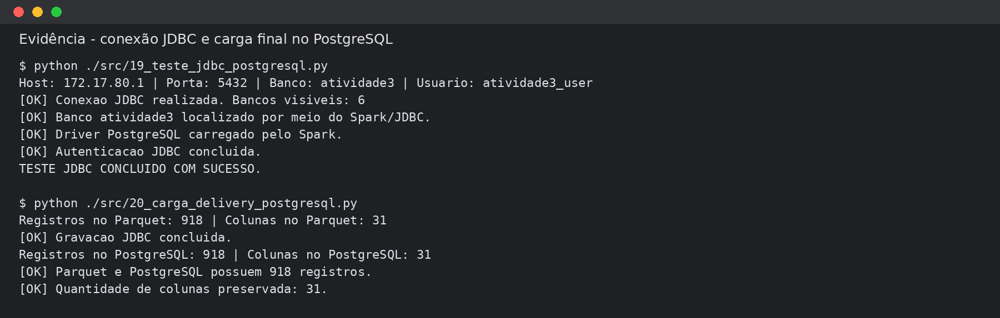 Evidência - conexão JDBC e carga final no PostgreSQL
$ python ./src/19_teste_jdbc_postgresql.py
Host: 172.17.80.1 | Porta: 5432 | Banco: atividade3 | Usuario: atividade3_user
[OK] Conexao JDBC realizada. Bancos visiveis: 6
[OK] Banco atividade3 localizado por meio do Spark/JDBC.
[OK] Driver PostgreSQL carregado pelo Spark.
[OK] Autenticacao JDBC concluida.
TESTE JDBC CONCLUIDO COM SUCESSO.
$ python ./src/20_carga_delivery_postgresql.py
Registros no Parquet: 918 | Colunas no Parquet: 31
[OK] Gravacao JDBC concluida.
Registros no PostgreSQL: 918 | Colunas no PostgreSQL: 31
[OK] Parquet e PostgreSQL possuem 918 registros.
[OK] Quantidade de colunas preservada: 31.